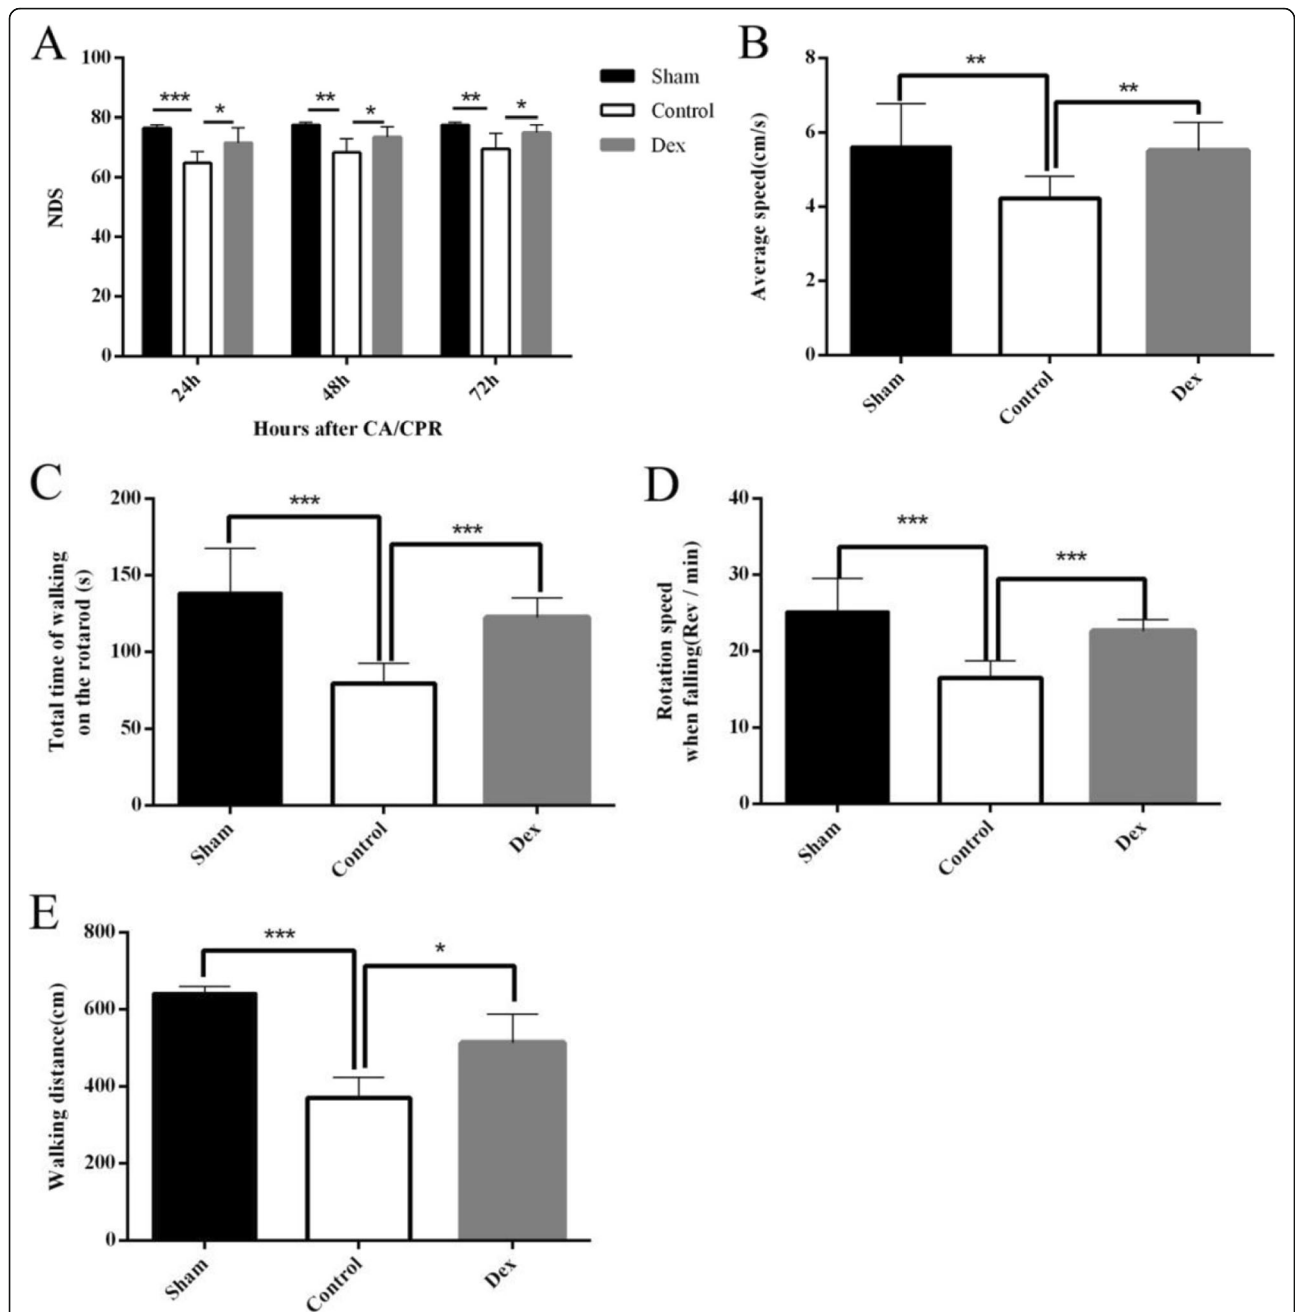 A
100
80
60
40
20
0
NDS
***
*
**
*
**
*
24h
48h
72h
Hours after CA/CPR
Sham
Control
Dex
B
8
6
4
2
0
Average speed(cm/s)
**
**
Sham
Control
Dex
C
200
150
100
50
0
Total time of walking
on the rotarod (s)
***
***
Sham
Control
Dex
D
40
30
20
10
0
Rotation speed
when falling(Rev / min)
***
***
Sham
Control
Dex
E
800
600
400
200
0
Walking distance(cm)
***
*
Sham
Control
Dex